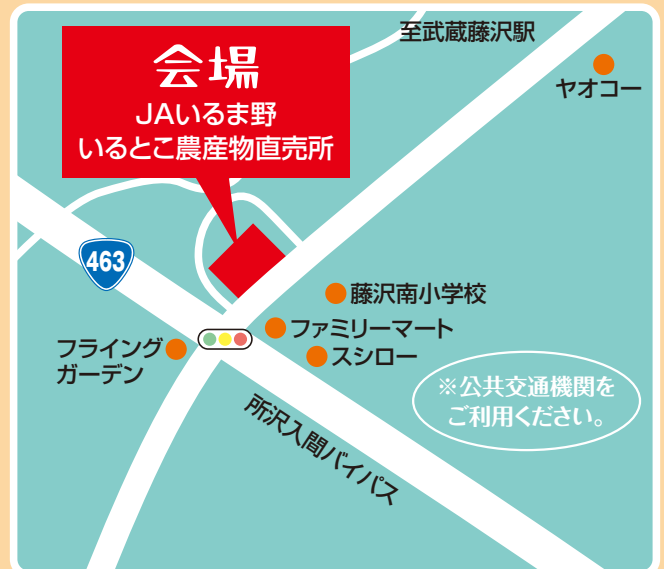 至武蔵藤沢駅
会場
JAいるま野
いるとこ農産物直売所
ヤオコー
463
藤沢南小学校
ファミリーマート
スシロー
フライング
ガーデン
※公共交通機関を
ご利用ください。
所沢入間バイパス